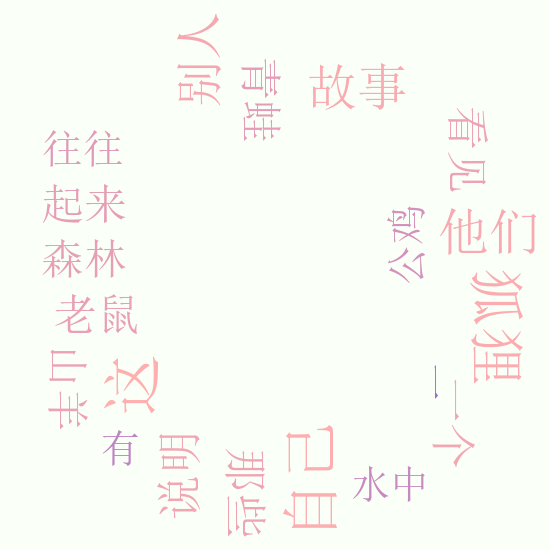 别人
青蛙
故事
看见
往往
起来
公鸡
他们
森林
狐狸
老鼠
山羊
这
一
一个
有
说明
那些
自己
水中